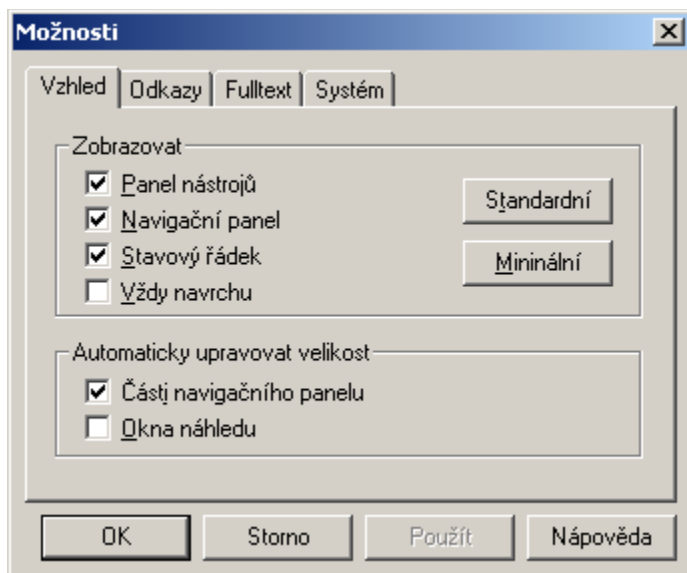 Možnosti
Vzhled Odkazy Fulltext Systém
Zobrazovat
Panel nástrojů
Navigační panel
Stavový řádek
Vždy navrchu
Standardní
Mininální
Automaticky upravovat velikost
Části navigačního panelu
Okna náhledu
OK Storno Použít Nápověda